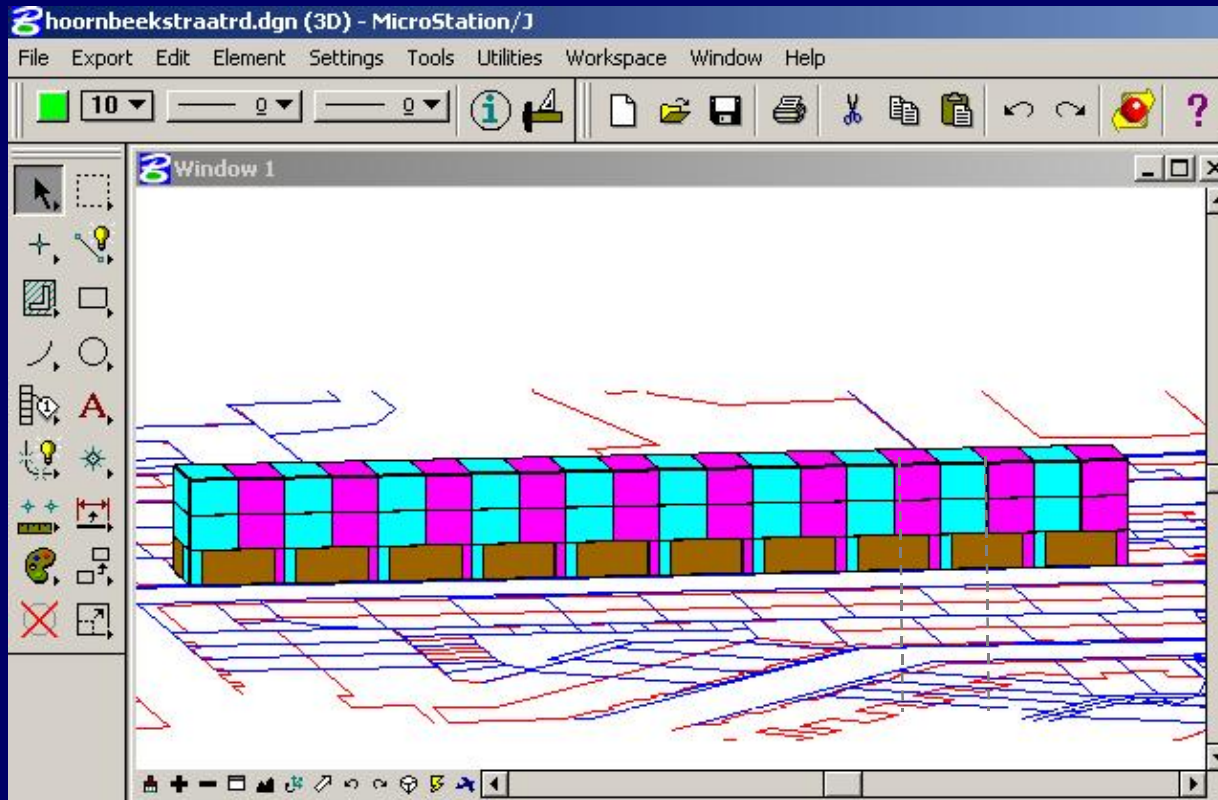 hoornbeekstraatrd.dgn (3D) - MicroStation/J
File Export Edit Element Settings Tools Utilities Workspace Window Help
10 0 0
Window 1